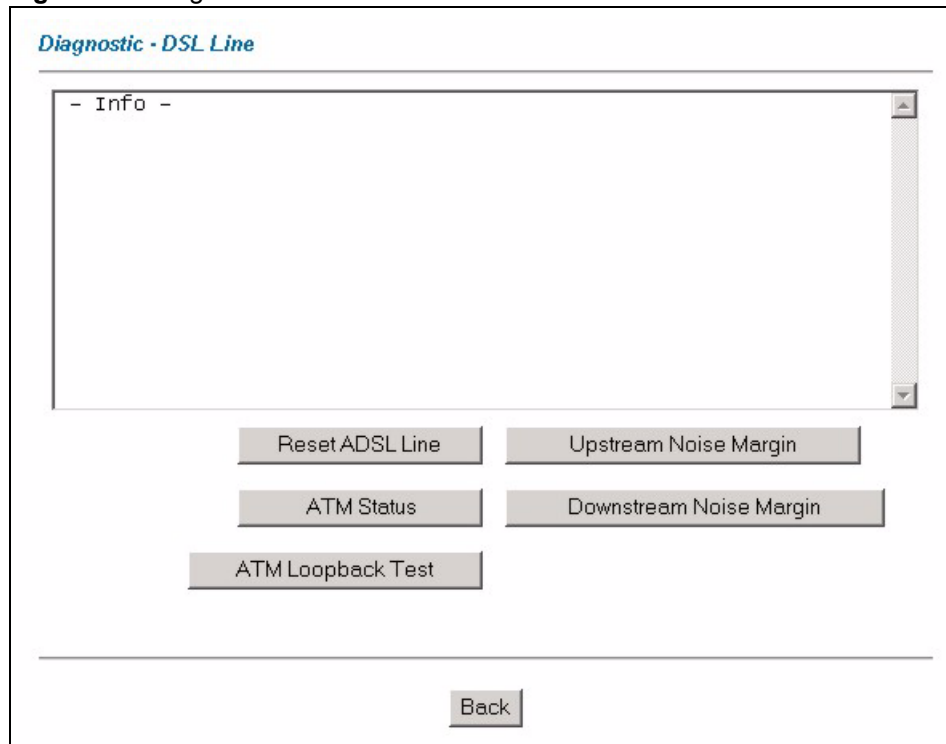 Diagnostic - DSL Line
- Info -
Reset ADSL Line Upstream Noise Margin
ATM Status Downstream Noise Margin
ATM Loopback Test
Back